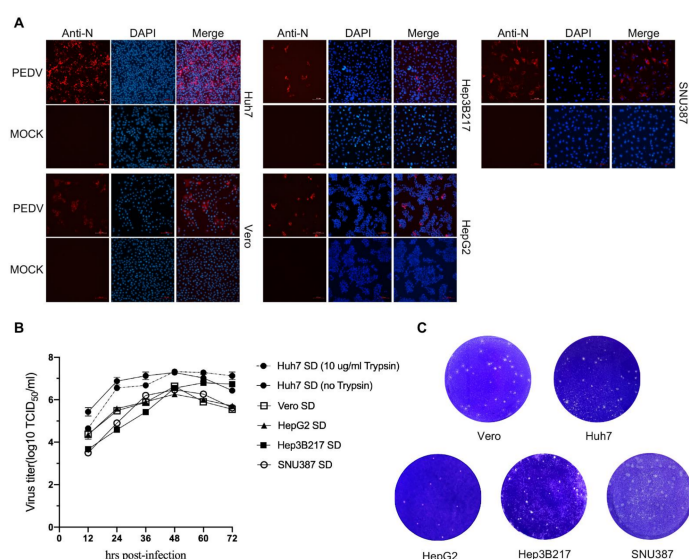 A
Anti-N DAPI Merge
Anti-N DAPI Merge
Anti-N DAPI Merge
PEDV
MOCK
Huh7
Hep3B217
SNU387
PEDV
MOCK
Vero
HepG2
B
Virus titer(log10 TCID50/ml)
8
6
4
2
0
12 24 36 48 60 72
hrs post-infection
Huh7 SD (10 ug/ml Trypsin)
Huh7 SD (no Trypsin)
Vero SD
HepG2 SD
Hep3B217 SD
SNU387 SD
C
Vero Huh7
HepG2 Hep3B217 SNU387